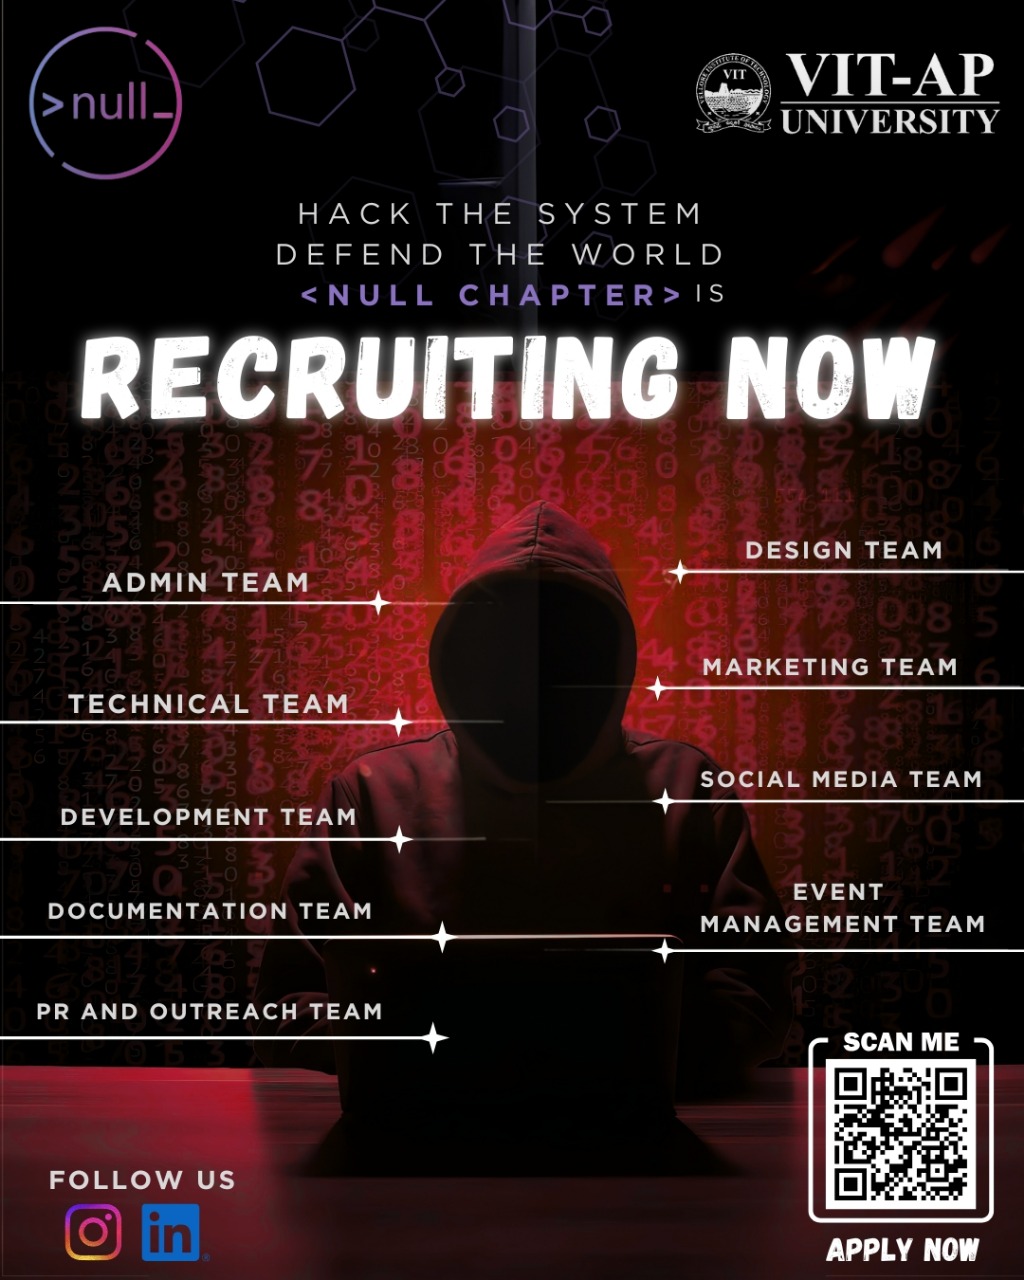 >null_
VIT
VIT-AP
UNIVERSITY
HACK THE SYSTEM
DEFEND THE WORLD
<NULL CHAPTER> IS
RECRUITING NOW
DESIGN TEAM
ADMIN TEAM
MARKETING TEAM
TECHNICAL TEAM
SOCIAL MEDIA TEAM
DEVELOPMENT TEAM
EVENT
MANAGEMENT TEAM
DOCUMENTATION TEAM
PR AND OUTREACH TEAM
SCAN ME
FOLLOW US
in
APPLY NOW